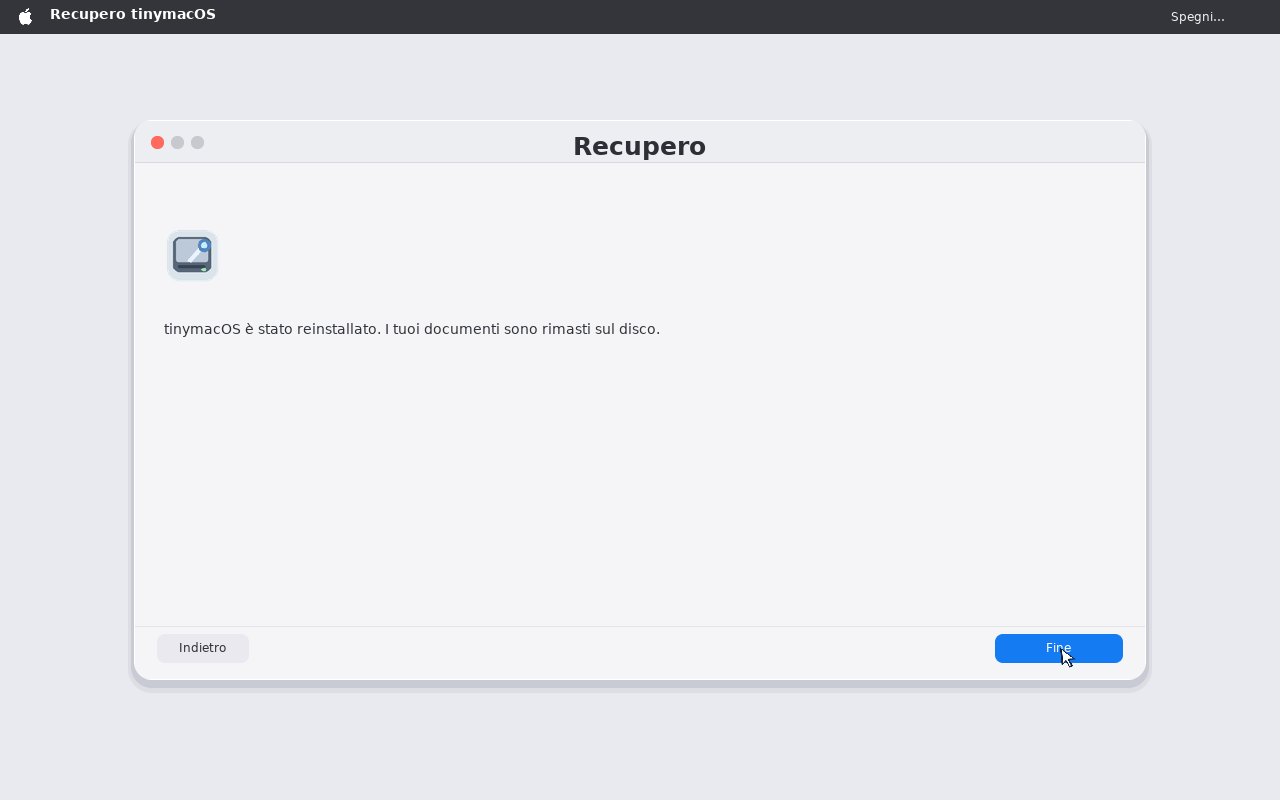 Recupero tinymacOS
Spegni...
Recupero
tinymacOS è stato reinstallato. I tuoi documenti sono rimasti sul disco.
Indietro
Fine